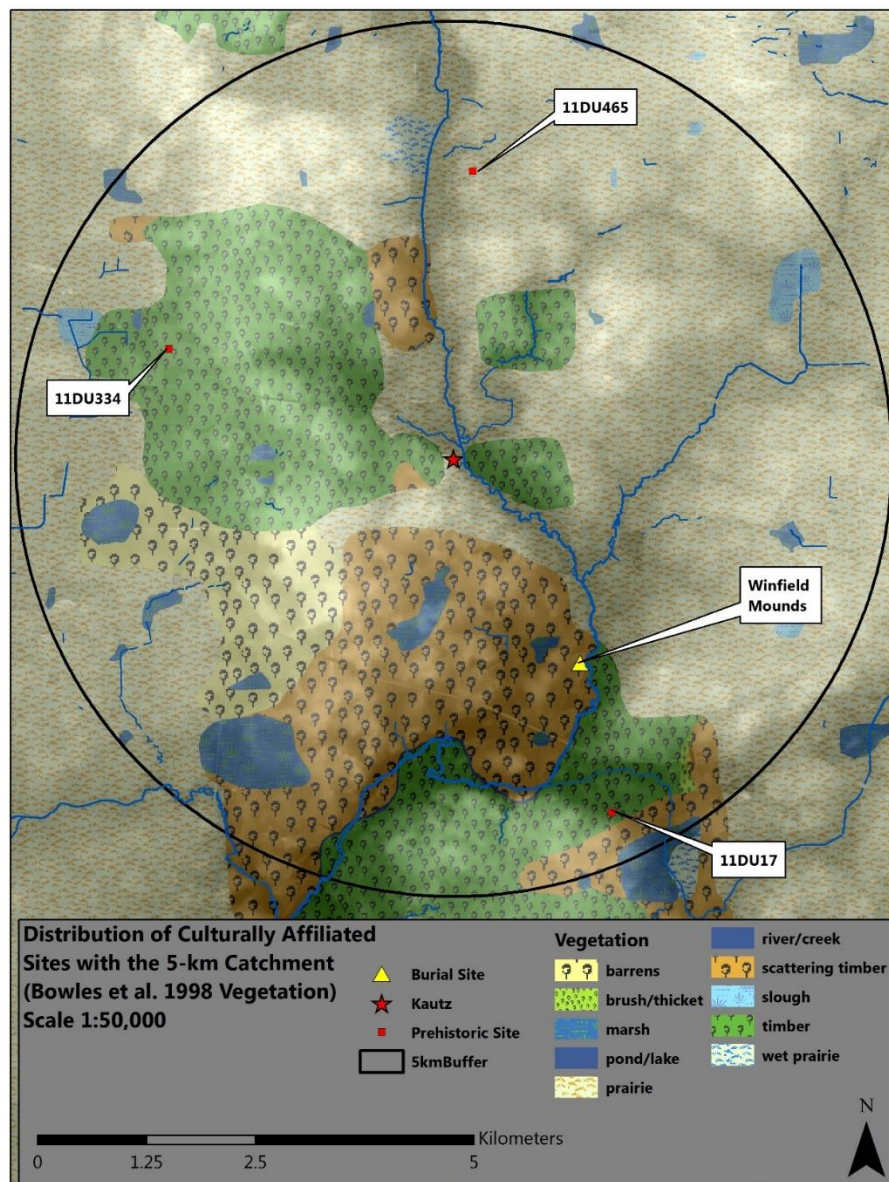 11DU465
11DU334
Winfield
Mounds
11DU17
Distribution of Culturally Affiliated
Sites with the 5-km Catchment
(Bowles et al. 1998 Vegetation)
Scale 1:50,000
Burial Site
Kautz
Prehistoric Site
5kmBuffer
Vegetation
barrens
brush/thicket
marsh
pond/lake
prairie
river/creek
scattering timber
slough
timber
wet prairie
Kilometers
0 1.25 2.5 5
N